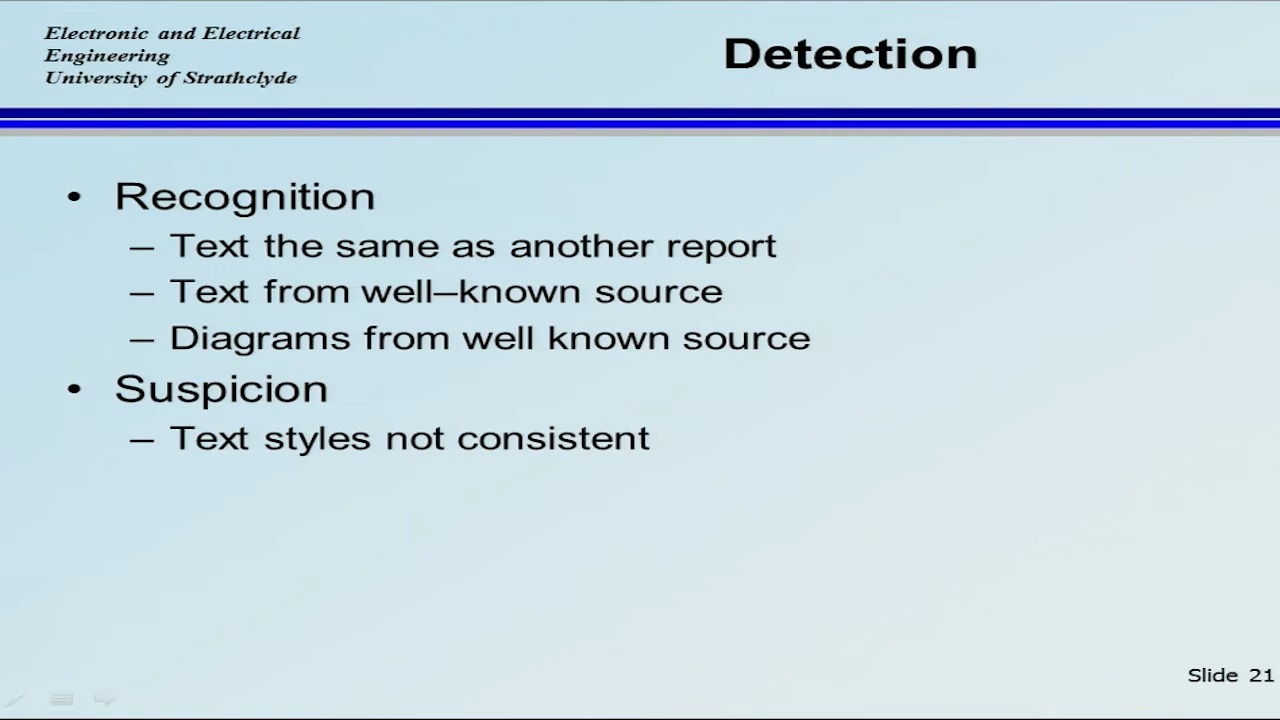 Electronic and Electrical
Engineering
University of Strathclyde
Detection
• Recognition
– Text the same as another report
– Text from well–known source
– Diagrams from well known source
• Suspicion
– Text styles not consistent
Slide 21